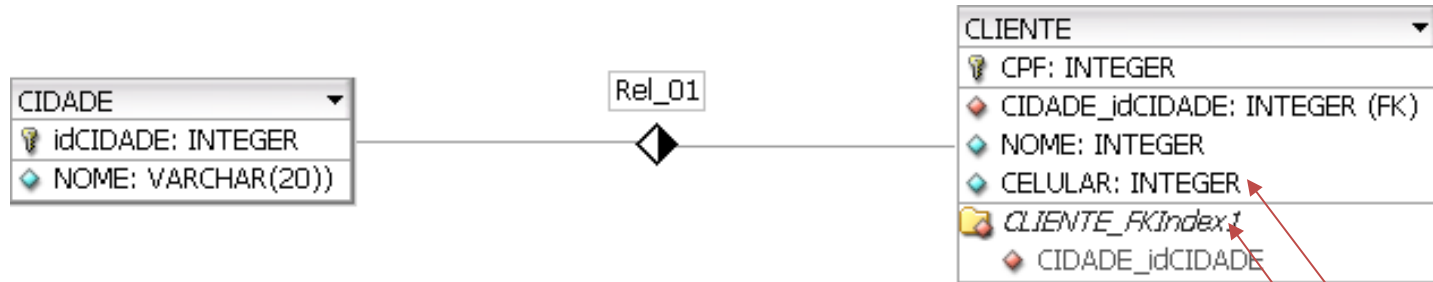 CIDADE
idCIDADE: INTEGER
NOME: VARCHAR(20))
Rel_01
CLIENTE
CPF: INTEGER
CIDADE_idCIDADE: INTEGER (FK)
NOME: INTEGER
CELULAR: INTEGER
CLIENTE_FKIndex1
CIDADE_idCIDADE